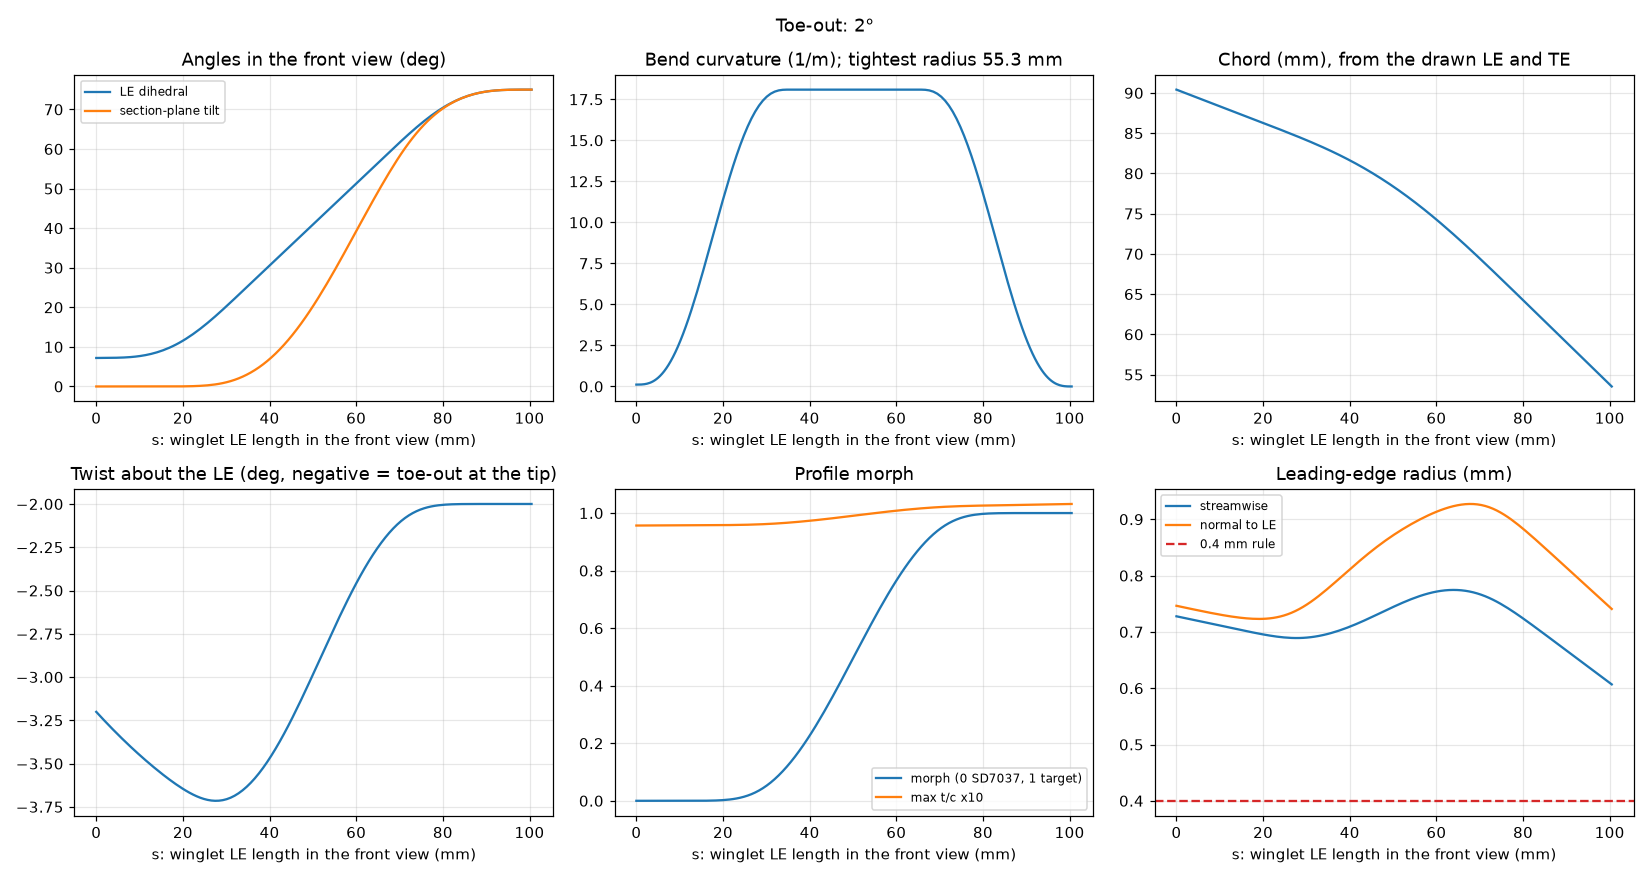 Toe-out: 2°
Angles in the front view (deg)
LE dihedral
section-plane tilt
70
60
50
40
30
20
10
0
0 20 40 60 80 100
s: winglet LE length in the front view (mm)
Bend curvature (1/m); tightest radius 55.3 mm
17.5
15.0
12.5
10.0
7.5
5.0
2.5
0.0
0 20 40 60 80 100
s: winglet LE length in the front view (mm)
Chord (mm), from the drawn LE and TE
90
85
80
75
70
65
60
55
0 20 40 60 80 100
s: winglet LE length in the front view (mm)
Twist about the LE (deg, negative = toe-out at the tip)
−2.00
−2.25
−2.50
−2.75
−3.00
−3.25
−3.50
−3.75
0 20 40 60 80 100
s: winglet LE length in the front view (mm)
Profile morph
1.0
0.8
0.6
0.4
0.2
0.0
morph (0 SD7037, 1 target)
max t/c x10
0 20 40 60 80 100
s: winglet LE length in the front view (mm)
Leading-edge radius (mm)
streamwise
normal to LE
0.4 mm rule
0.9
0.8
0.7
0.6
0.5
0.4
0 20 40 60 80 100
s: winglet LE length in the front view (mm)